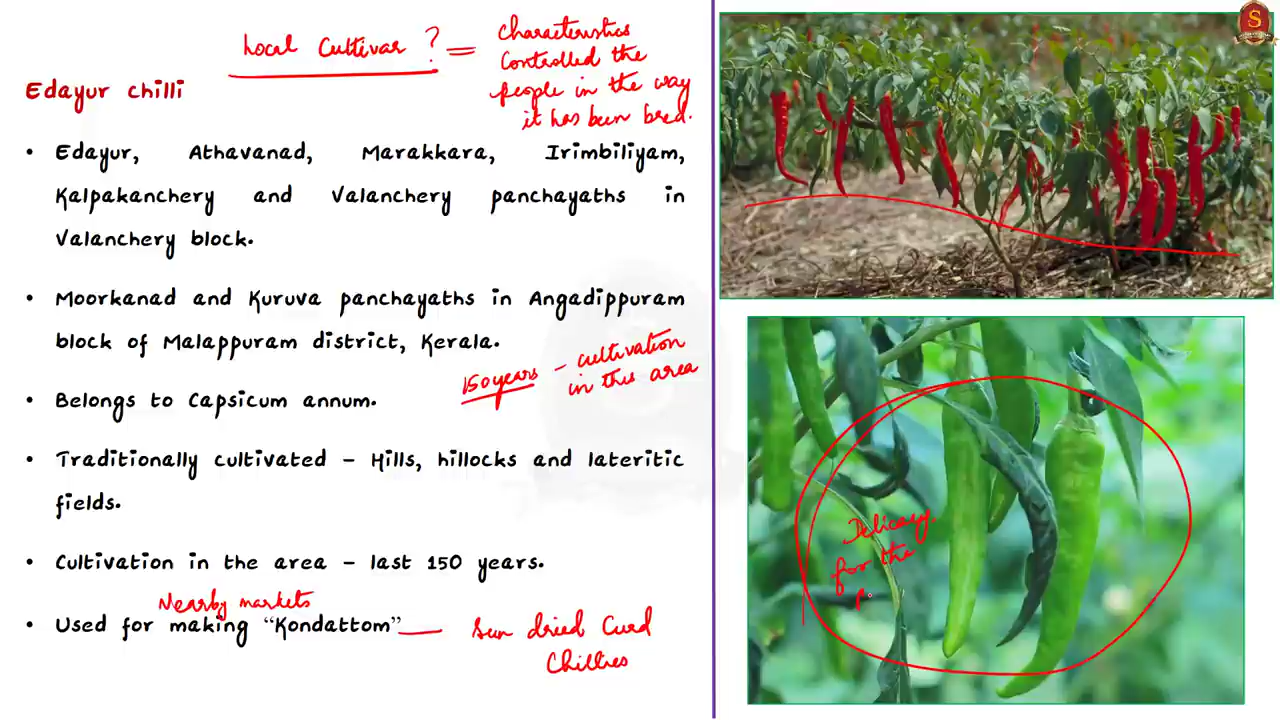 Local Cultivar ? = characteristics
controlled the
people in the way
it has been bred.
Edayur chilli
• Edayur, Athavanad, Marakkara, Irimbiliyam,
Kalpakanchery and Valanchery panchayaths in
Valanchery block.
• Moorkanad and Kuruva panchayaths in Angadippuram
block of Malappuram district, Kerala.
150 years - cultivation
in this area
• Belongs to Capsicum annum.
• Traditionally cultivated – Hills, hillocks and lateritic
fields.
• Cultivation in the area – last 150 years.
Nearby markets
• Used for making “Kondattom” — Sun dried Curd
Chillies
Delicacy
for the
P
S